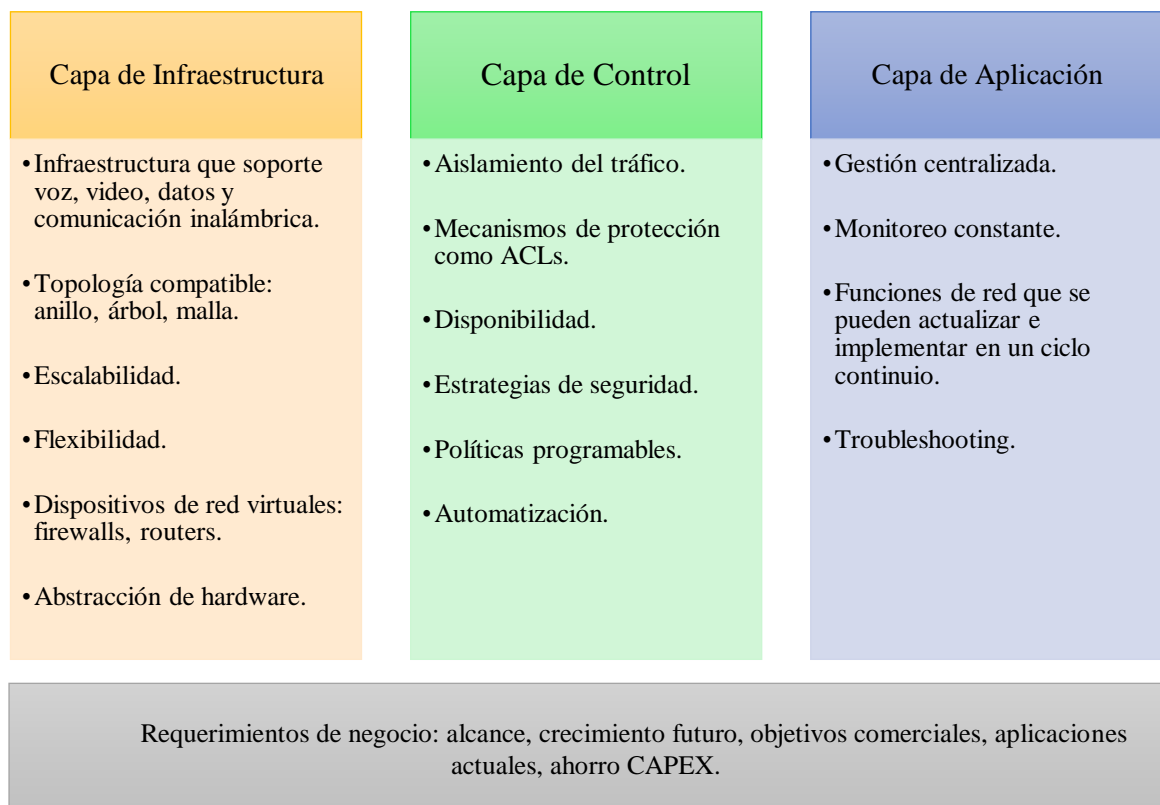 Capa de Infraestructura
•Infraestructura que soporte
voz, video, datos y
comunicación inalámbrica.
•Topología compatible:
anillo, árbol, malla.
•Escalabilidad.
•Flexibilidad.
•Dispositivos de red virtuales:
firewalls, routers.
•Abstracción de hardware.
Capa de Control
•Aislamiento del tráfico.
•Mecanismos de protección
como ACLs.
•Disponibilidad.
•Estrategias de seguridad.
•Políticas programables.
•Automatización.
Capa de Aplicación
•Gestión centralizada.
•Monitoreo constante.
•Funciones de red que se
pueden actualizar e
implementar en un ciclo
continuio.
•Troubleshooting.
Requerimientos de negocio: alcance, crecimiento futuro, objetivos comerciales, aplicaciones
actuales, ahorro CAPEX.